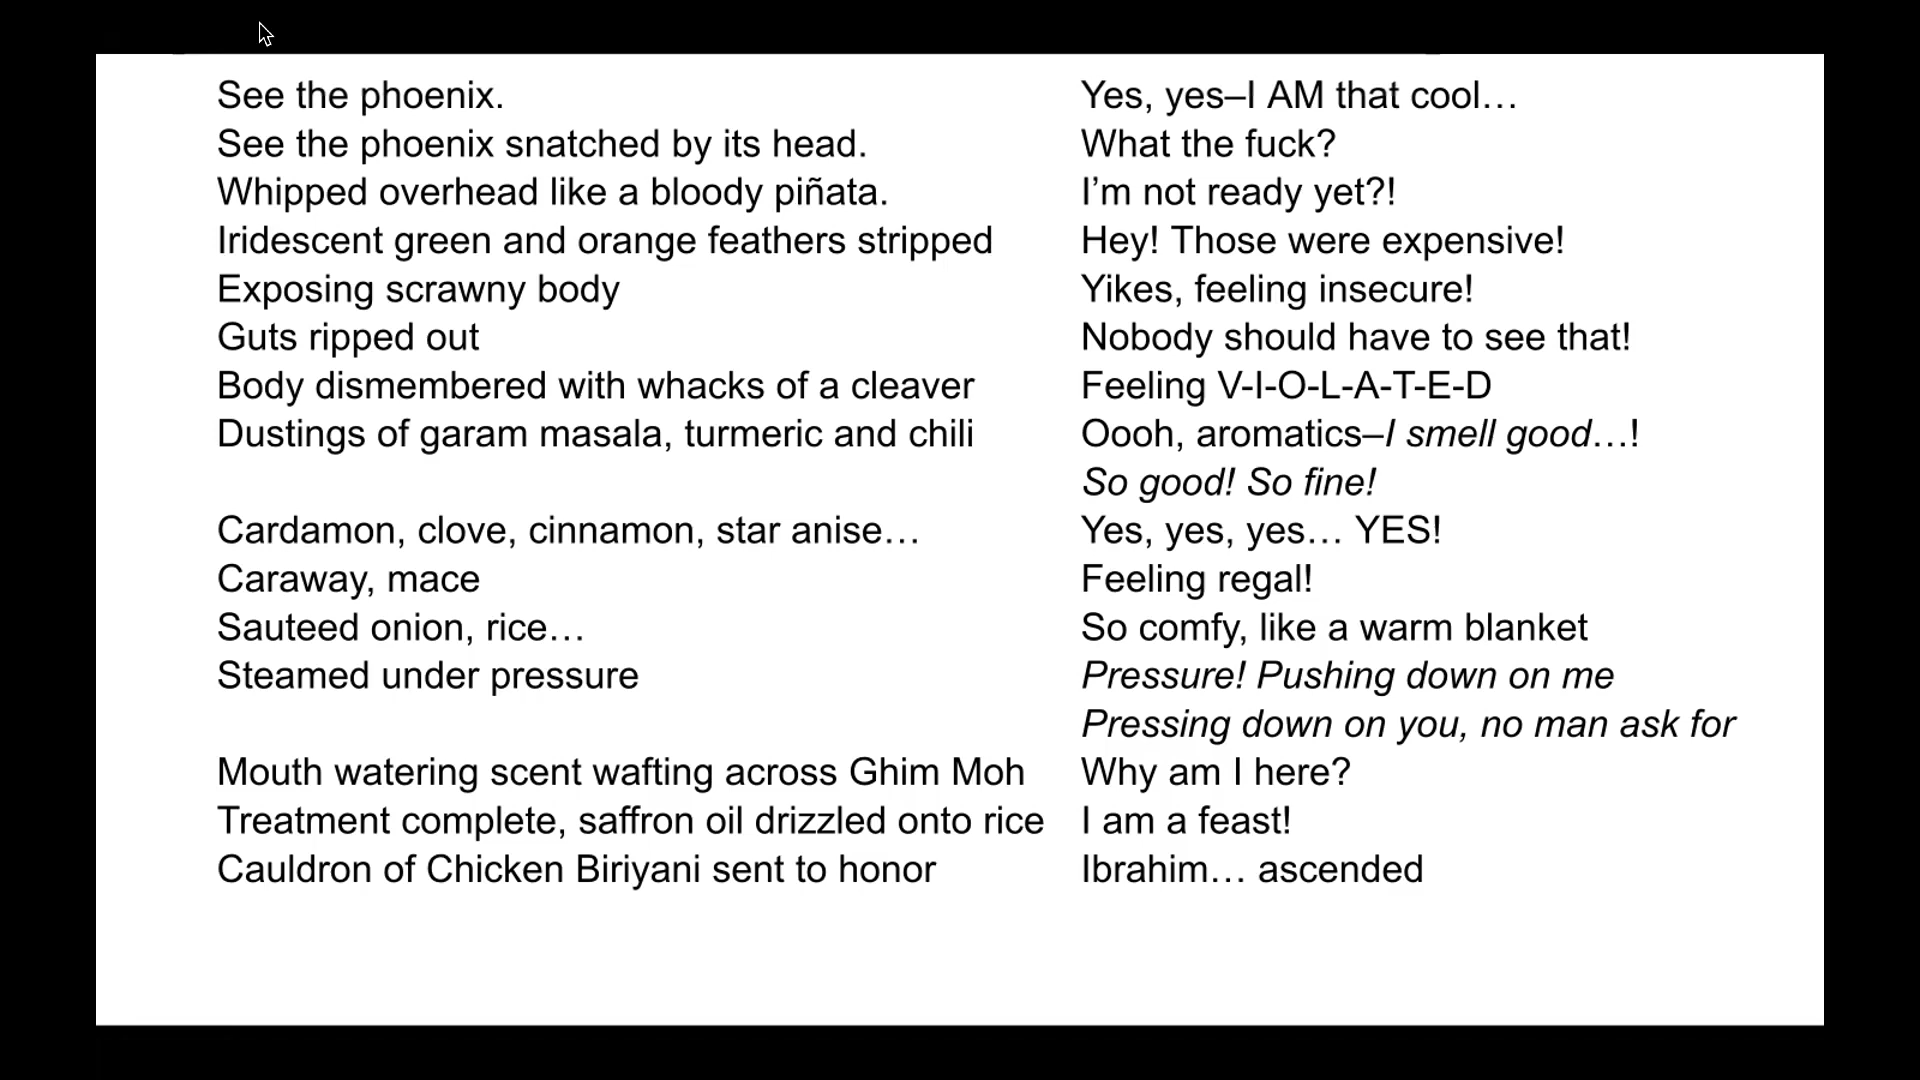 See the phoenix.
See the phoenix snatched by its head.
Whipped overhead like a bloody piñata.
Iridescent green and orange feathers stripped
Exposing scrawny body
Guts ripped out
Body dismembered with whacks of a cleaver
Dustings of garam masala, turmeric and chili
Cardamon, clove, cinnamon, star anise…
Caraway, mace
Sauteed onion, rice…
Steamed under pressure
Mouth watering scent wafting across Ghim Moh
Treatment complete, saffron oil drizzled onto rice
Cauldron of Chicken Biriyani sent to honor
Yes, yes–I AM that cool…
What the fuck?
I’m not ready yet?!
Hey! Those were expensive!
Yikes, feeling insecure!
Nobody should have to see that!
Feeling V-I-O-L-A-T-E-D
Oooh, aromatics–I smell good…!
So good! So fine!
Yes, yes, yes… YES!
Feeling regal!
So comfy, like a warm blanket
Pressure! Pushing down on me
Pressing down on you, no man ask for
Why am I here?
I am a feast!
Ibrahim… ascended